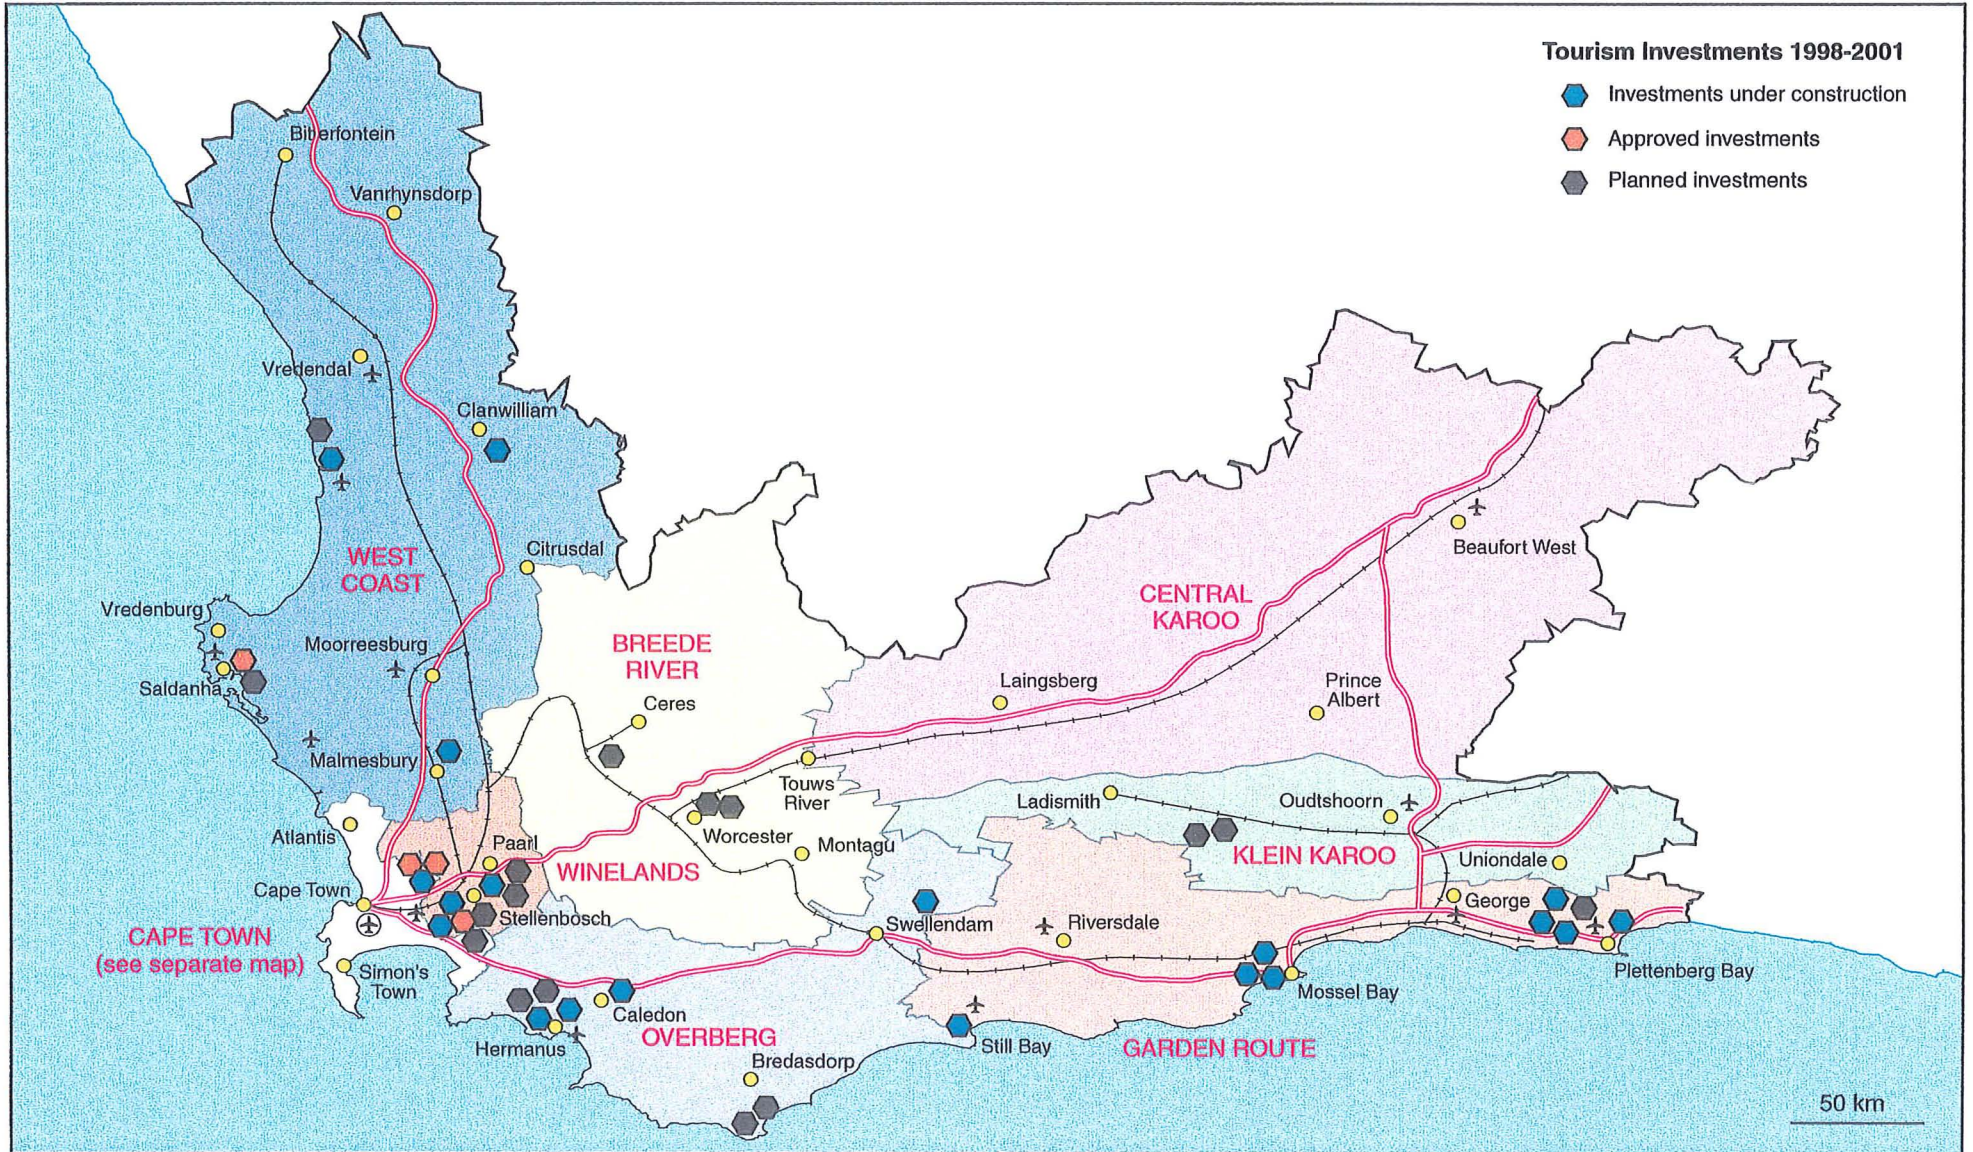 Tourism Investments 1998-2001
Investments under construction
Approved investments
Planned investments
Bitterfontein
Vanrhynsdorp
Vredendal
Clanwilliam
Citrusdal
WEST
COAST
Vredenburg
Moorreesburg
Saldanha
Malmesbury
BREEDE
RIVER
Ceres
CENTRAL
KAROO
Beaufort West
Laingsberg
Prince
Albert
Touws
River
Ladismith
Oudtshoorn
Atlantis
Paarl
Worcester
Montagu
KLEIN KAROO
Uniondale
WINELANDS
Cape Town
Stellenbosch
Swellendam
Riversdale
George
CAPE TOWN
(see separate map)
Simon's
Town
Plettenberg Bay
Mossel Bay
Caledon
OVERBERG
Hermanus
Still Bay
GARDEN ROUTE
Bredasdorp
50 km